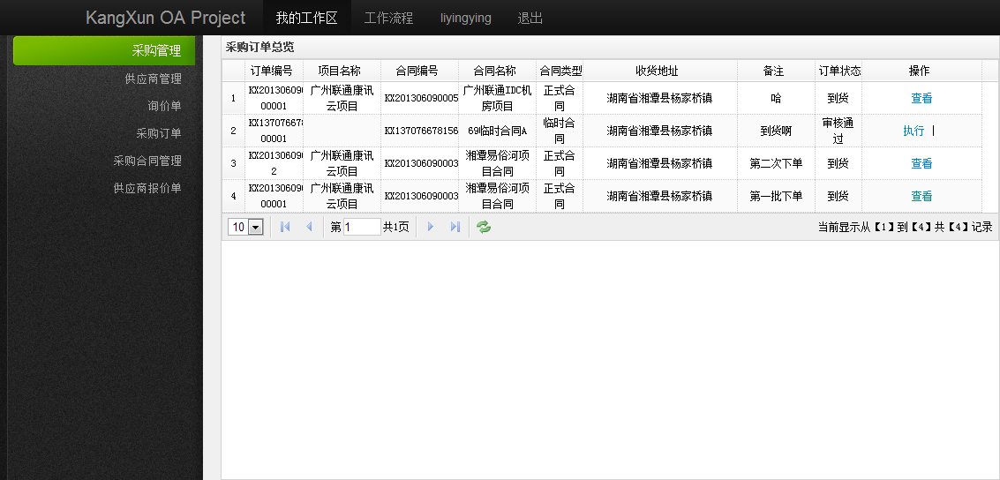 KangXun OA Project 我的工作区 工作流程 liyingying 退出
采购管理
供应商管理
询价单
采购订单
采购合同管理
供应商报价单
采购订单总览
订单编号 项目名称 合同编号 合同名称 合同类型 收货地址 备注 订单状态 操作
1 KX201306090 00001 广州联通康讯云项目 KX201306090005 广州联通IDC机房项目 正式合同 湖南省湘潭县杨家桥镇 哈 到货 查看
2 KX137076678 00001 KX137076678156 69临时合同A 临时合同 湖南省湘潭县杨家桥镇 到货啊 审核通过 执行 |
3 KX201306090 2 广州联通康讯云项目 KX201306090003 湘潭易俗河项目合同 正式合同 湖南省湘潭县杨家桥镇 第二次下单 到货 查看
4 KX201306090 00001 广州联通康讯云项目 KX201306090003 湘潭易俗河项目合同 正式合同 湖南省湘潭县杨家桥镇 第一批下单 到货 查看
10 第 1 共1页 当前显示从【1】到【4】共【4】记录